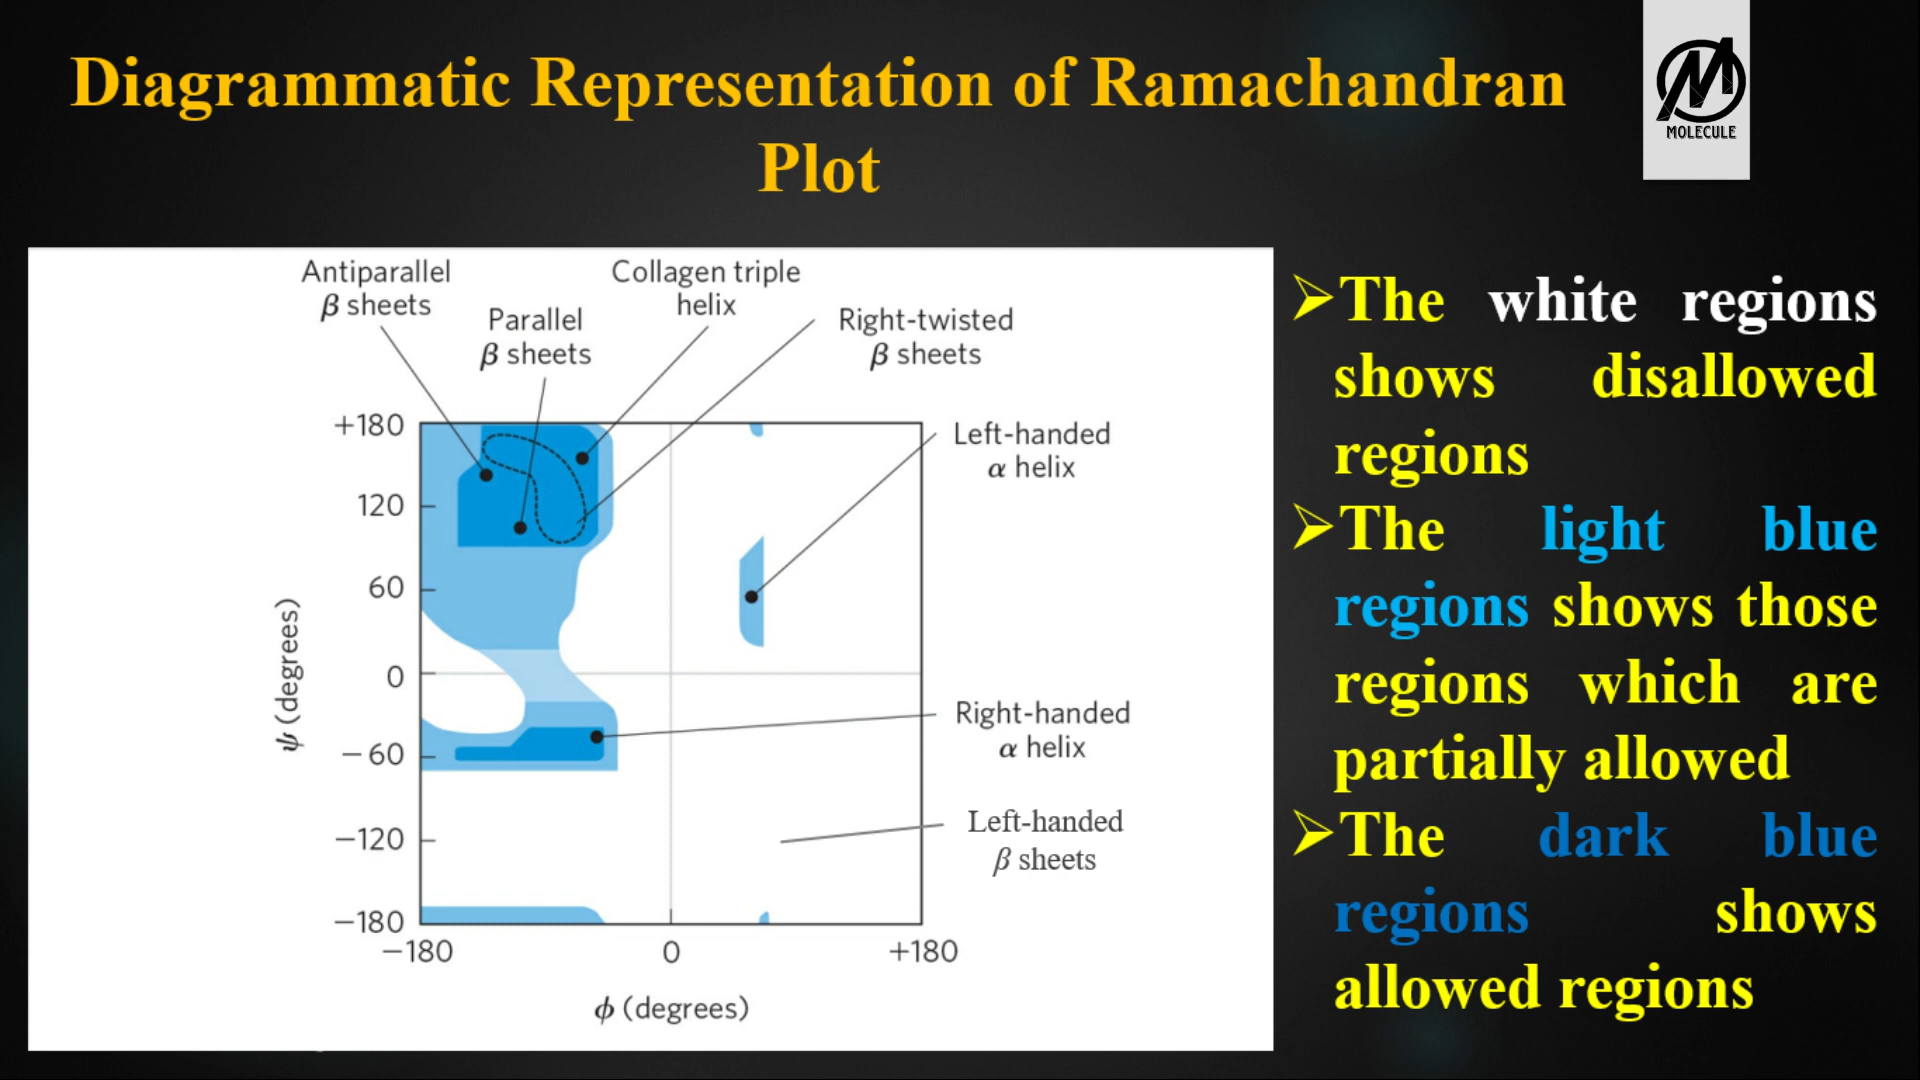 Diagrammatic Representation of Ramachandran
Plot
MOLECULE
Antiparallel
β sheets
Parallel
β sheets
Collagen triple
helix
Right-twisted
β sheets
Left-handed
α helix
Right-handed
α helix
Left-handed
β sheets
+180
120
60
0
−60
−120
−180
ψ (degrees)
−180 0 +180
ϕ (degrees)
➢The white regions
shows disallowed
regions
➢The light blue
regions shows those
regions which are
partially allowed
➢The dark blue
regions shows
allowed regions